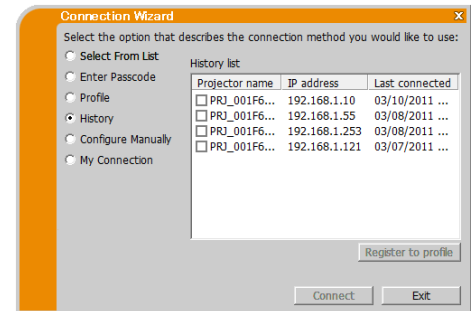 Connection Wizard
Select the option that describes the connection method you would like to use:
Select From List
Enter Passcode
Profile
History
Configure Manually
My Connection
History list
Projector name IP address Last connected
PRJ_001F6... 192.168.1.10 03/10/2011 ...
PRJ_001F6... 192.168.1.55 03/08/2011 ...
PRJ_001F6... 192.168.1.253 03/08/2011 ...
PRJ_001F6... 192.168.1.121 03/07/2011 ...
Register to profile
Connect Exit